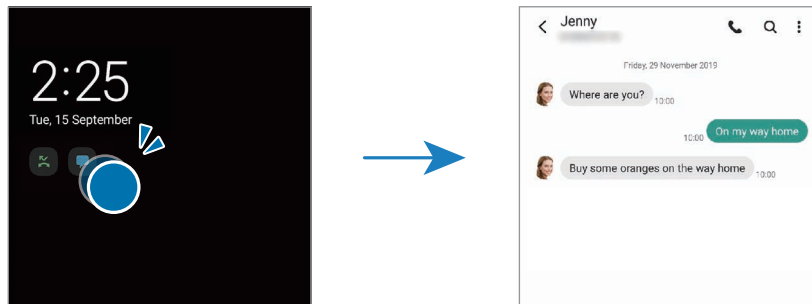 2:25
Tue, 15 September
Jenny
Friday, 29 November 2019
Where are you? 10:00
10:00 On my way home
Buy some oranges on the way home 10:00